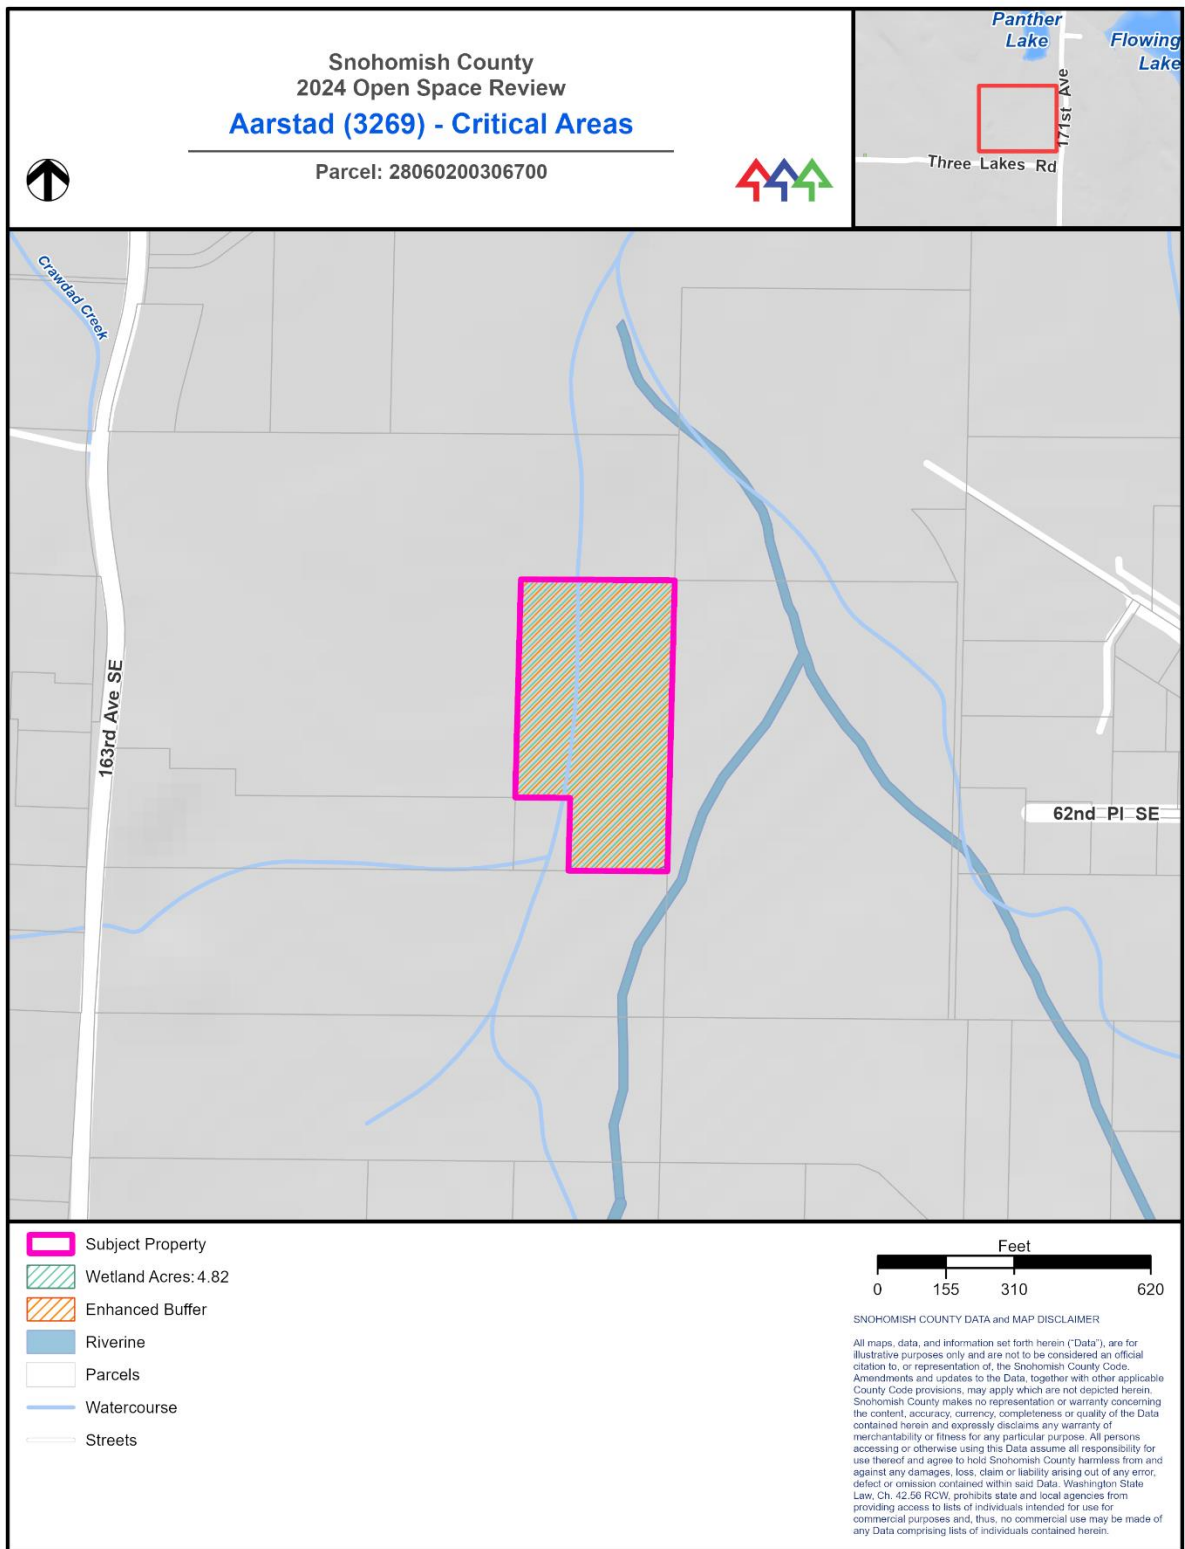 Snohomish County
2024 Open Space Review
Aarstad (3269) - Critical Areas
Parcel: 28060200306700
Panther
Lake
Flowing
Lake
171st Ave
Three Lakes Rd
Crawdad Creek
163rd Ave SE
62nd Pl SE
Subject Property
Wetland Acres: 4.82
Enhanced Buffer
Riverine
Parcels
Watercourse
Streets
Feet
0 155 310 620
SNOHOMISH COUNTY DATA and MAP DISCLAIMER
All maps, data, and information set forth herein ("Data"), are for
illustrative purposes only and are not to be considered an official
citation to, or representation of, the Snohomish County Code.
Amendments and updates to the Data, together with other applicable
County Code provisions, may apply which are not depicted herein.
Snohomish County makes no representation or warranty concerning
the content, accuracy, currency, completeness or quality of the Data
contained herein and expressly disclaims any warranty of
merchantability or fitness for any particular purpose. All persons
accessing or otherwise using this Data assume all responsibility for
use thereof and agree to hold Snohomish County harmless from and
against any damages, loss, claim or liability arising out of any error,
defect or omission contained within said Data. Washington State
Law, Ch. 42.56 RCW, prohibits state and local agencies from
providing access to lists of individuals intended for use for
commercial purposes and, thus, no commercial use may be made of
any Data comprising lists of individuals contained herein.